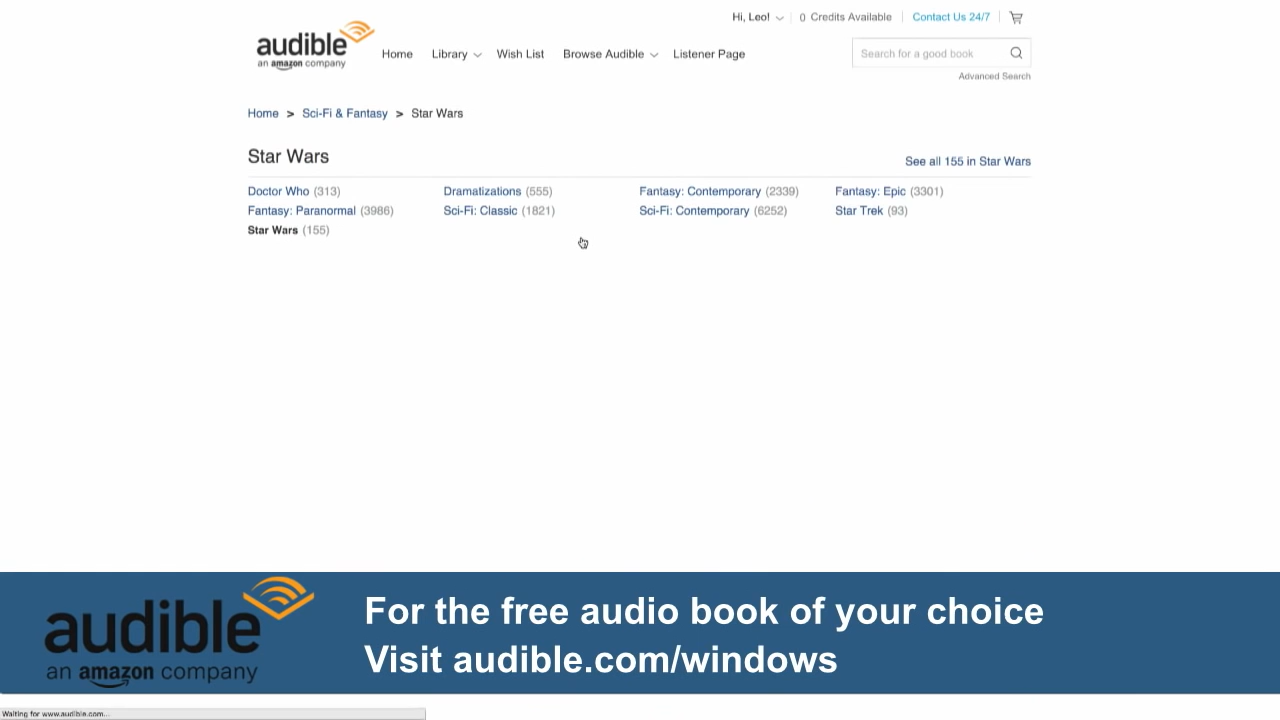 Hi, Leo! 0 Credits Available Contact Us 24/7
audible
an amazon company
Home Library Wish List Browse Audible Listener Page
Search for a good book
Advanced Search
Home > Sci-Fi & Fantasy > Star Wars
Star Wars
See all 155 in Star Wars
Doctor Who (313) Dramatizations (555) Fantasy: Contemporary (2339) Fantasy: Epic (3301)
Fantasy: Paranormal (3986) Sci-Fi: Classic (1821) Sci-Fi: Contemporary (6252) Star Trek (93)
Star Wars (155)
audible
an amazon company
For the free audio book of your choice
Visit audible.com/windows
Waiting for www.audible.com...